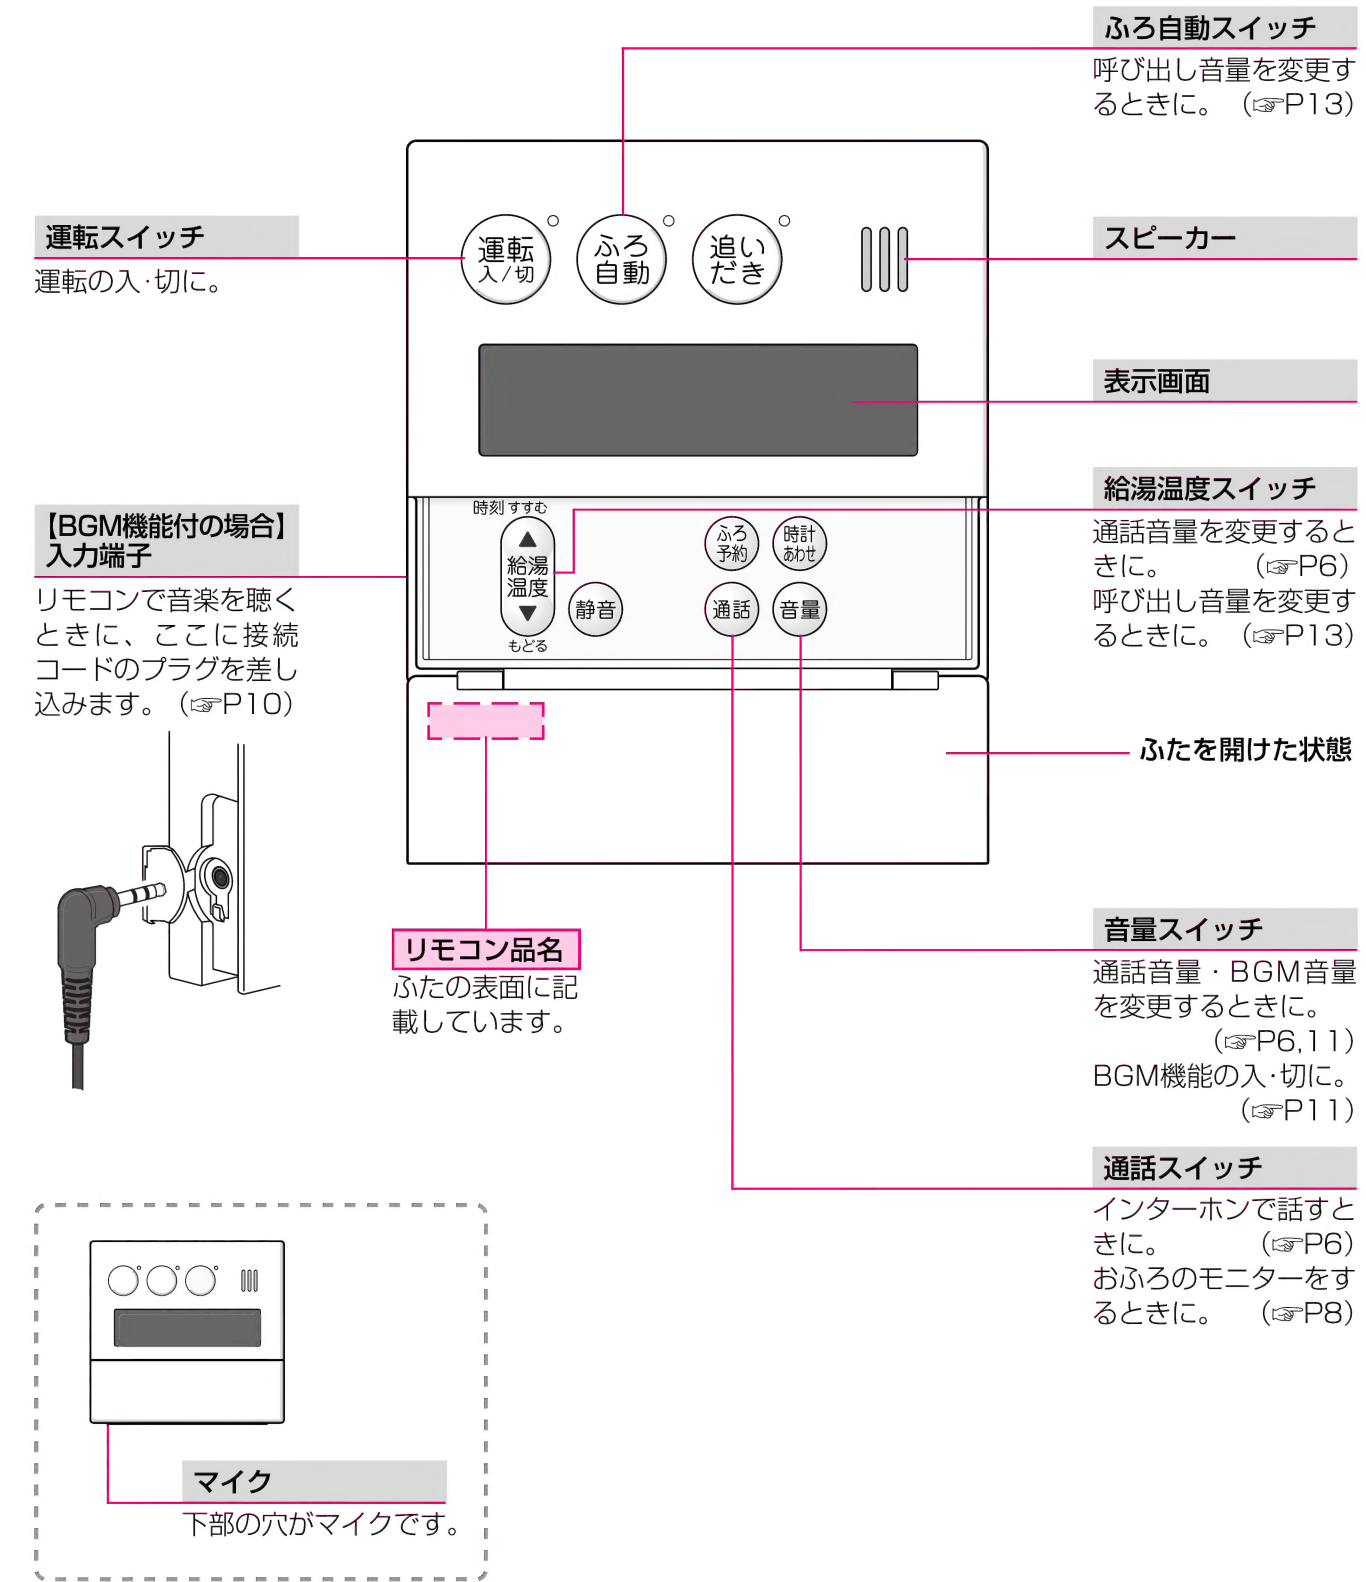 ふろ自動スイッチ
呼び出し音量を変更す
るときに。（☞P13）
運転スイッチ
運転の入･切に。
運転
入/切
ふろ
自動
追い
だき
スピーカー
表示画面
給湯温度スイッチ
通話音量を変更すると
きに。（☞P6）
呼び出し音量を変更す
るときに。（☞P13）
【BGM機能付の場合】
入力端子
リモコンで音楽を聴く
ときに、ここに接続
コードのプラグを差し
込みます。（☞P10）
時刻 すすむ
▲
給湯
温度
▼
もどる
静音
ふろ
予約
時計
あわせ
通話
音量
ふたを開けた状態
リモコン品名
ふたの表面に記
載しています。
音量スイッチ
通話音量・BGM音量
を変更するときに。
（☞P6,11）
BGM機能の入･切に。
（☞P11）
通話スイッチ
インターホンで話すと
きに。（☞P6）
おふろのモニターをす
るときに。（☞P8）
マイク
下部の穴がマイクです。